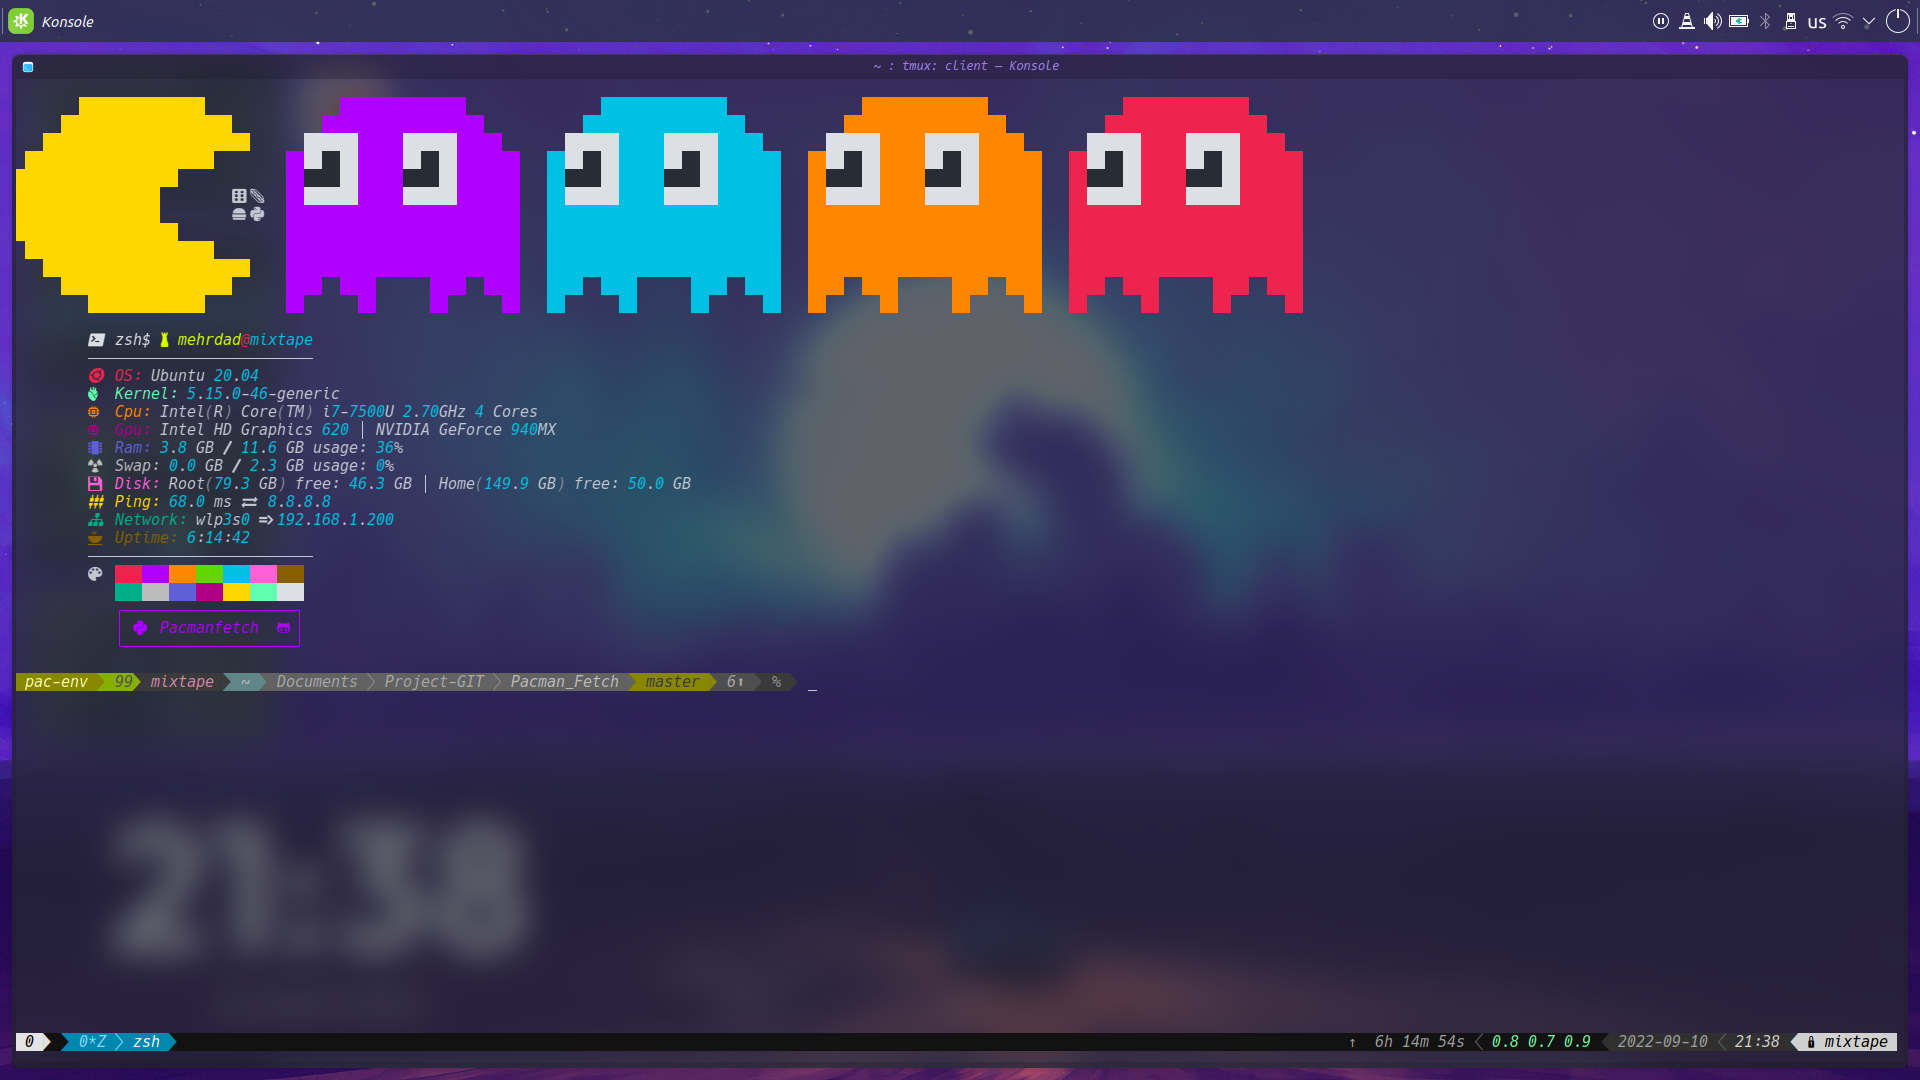 Konsole us
~ : tmux: client — Konsole
zsh$ mehrdad@mixtape
OS: Ubuntu 20.04
Kernel: 5.15.0-46-generic
Cpu: Intel(R) Core(TM) i7-7500U 2.70GHz 4 Cores
Gpu: Intel HD Graphics 620 | NVIDIA GeForce 940MX
Ram: 3.8 GB / 11.6 GB usage: 36%
Swap: 0.0 GB / 2.3 GB usage: 0%
Disk: Root(79.3 GB) free: 46.3 GB | Home(149.9 GB) free: 50.0 GB
Ping: 68.0 ms ⇄ 8.8.8.8
Network: wlp3s0 => 192.168.1.200
Uptime: 6:14:42
Pacmanfetch
pac-env 99 mixtape ~ Documents Project-GIT Pacman_Fetch master 6⬆ % _
21:38
0 0*Z zsh ↑ 6h 14m 54s 0.8 0.7 0.9 2022-09-10 21:38 mixtape